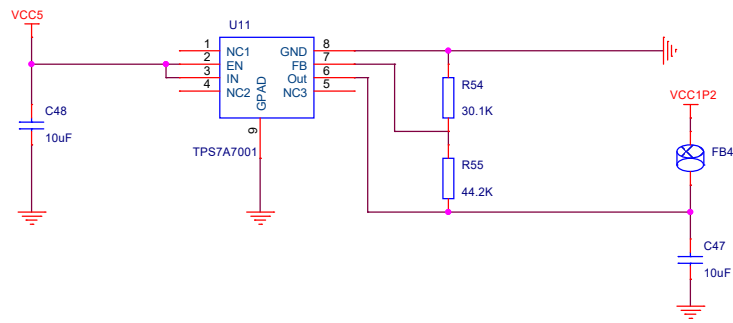 VCC5
U11
1 NC1 GND 8
2 EN FB 7
3 IN Out 6
4 NC2 NC3 5
GPAD
9
TPS7A7001
C48
10uF
R54
30.1K
R55
44.2K
VCC1P2
FB4
C47
10uF